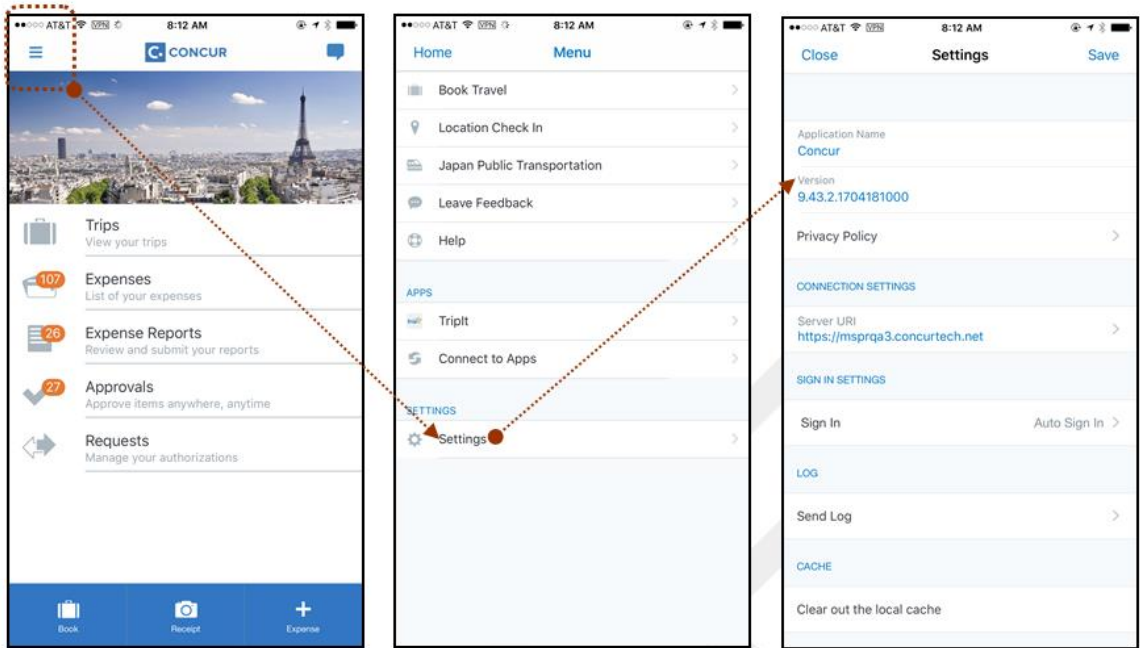 AT&T VPN 8:12 AM
C. CONCUR
Trips
View your trips
107
Expenses
List of your expenses
26
Expense Reports
Review and submit your reports
27
Approvals
Approve items anywhere, anytime
Requests
Manage your authorizations
Book Receipt Expense
AT&T VPN 8:12 AM
Home Menu
Book Travel
Location Check In
Japan Public Transportation
Leave Feedback
Help
APPS
TripIt
Connect to Apps
SETTINGS
Settings
AT&T VPN 8:12 AM
Close Settings Save
Application Name
Concur
Version
9.43.2.1704181000
Privacy Policy
CONNECTION SETTINGS
Server URI
https://msprqa3.concurtech.net
SIGN IN SETTINGS
Sign In Auto Sign In
LOG
Send Log
CACHE
Clear out the local cache